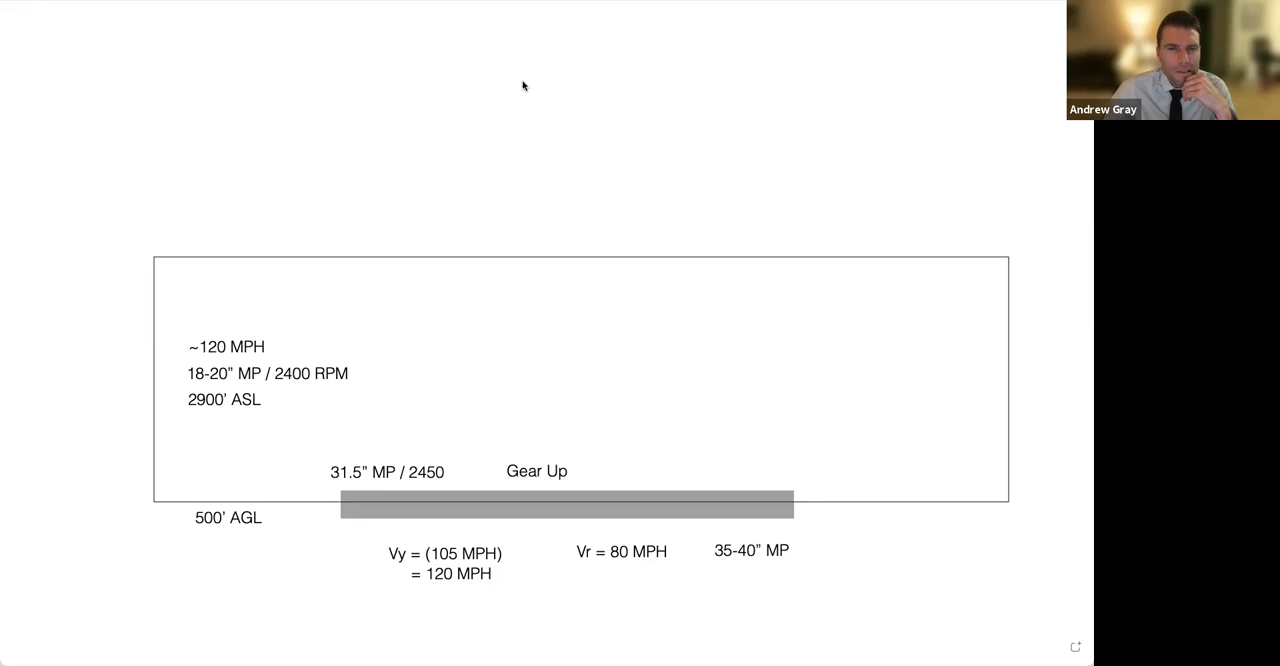 Andrew Gray
~120 MPH
18-20” MP / 2400 RPM
2900’ ASL
31.5” MP / 2450
Gear Up
500’ AGL
Vy = (105 MPH)
= 120 MPH
Vr = 80 MPH
35-40” MP